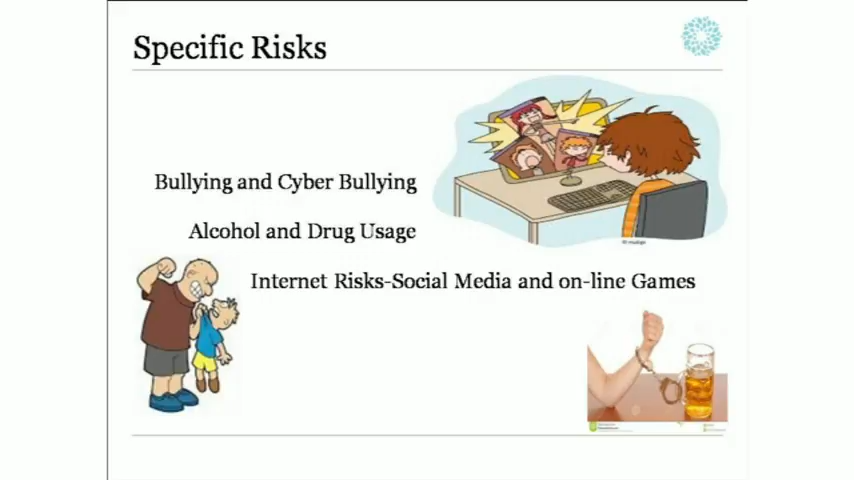 Specific Risks
Bullying and Cyber Bullying
Alcohol and Drug Usage
Internet Risks-Social Media and on-line Games